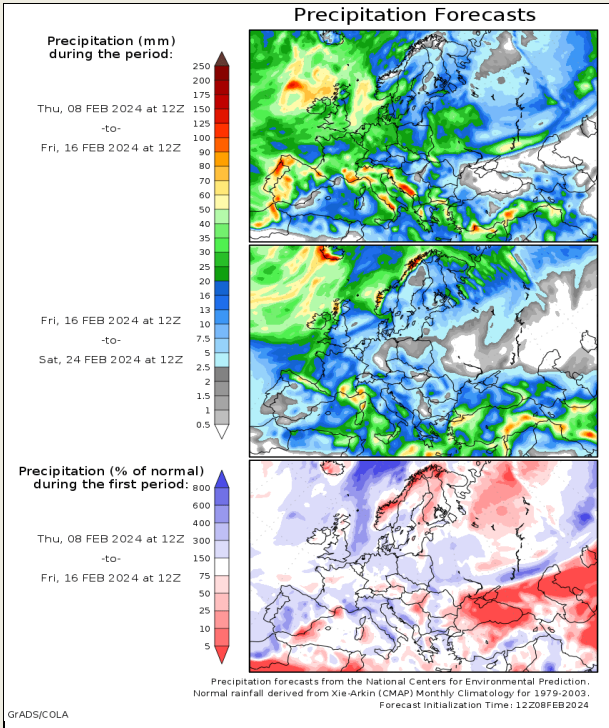 Precipitation Forecasts
Precipitation (mm)
during the period:
Thu, 08 FEB 2024 at 12Z
-to-
Fri, 16 FEB 2024 at 12Z
250
200
175
150
125
100
90
80
70
60
50
40
35
30
25
20
16
13
10
7.5
5
2.5
2
1.5
1
0.5
Fri, 16 FEB 2024 at 12Z
-to-
Sat, 24 FEB 2024 at 12Z
Precipitation (% of normal)
during the first period:
Thu, 08 FEB 2024 at 12Z
-to-
Fri, 16 FEB 2024 at 12Z
800
600
400
300
150
75
50
25
10
5
Precipitation forecasts from the National Centers for Environmental Prediction.
Normal rainfall derived from Xie-Arkin (CMAP) Monthly Climatology for 1979-2003.
Forecast Initialization Time: 12Z08FEB2024
GrADS/COLA